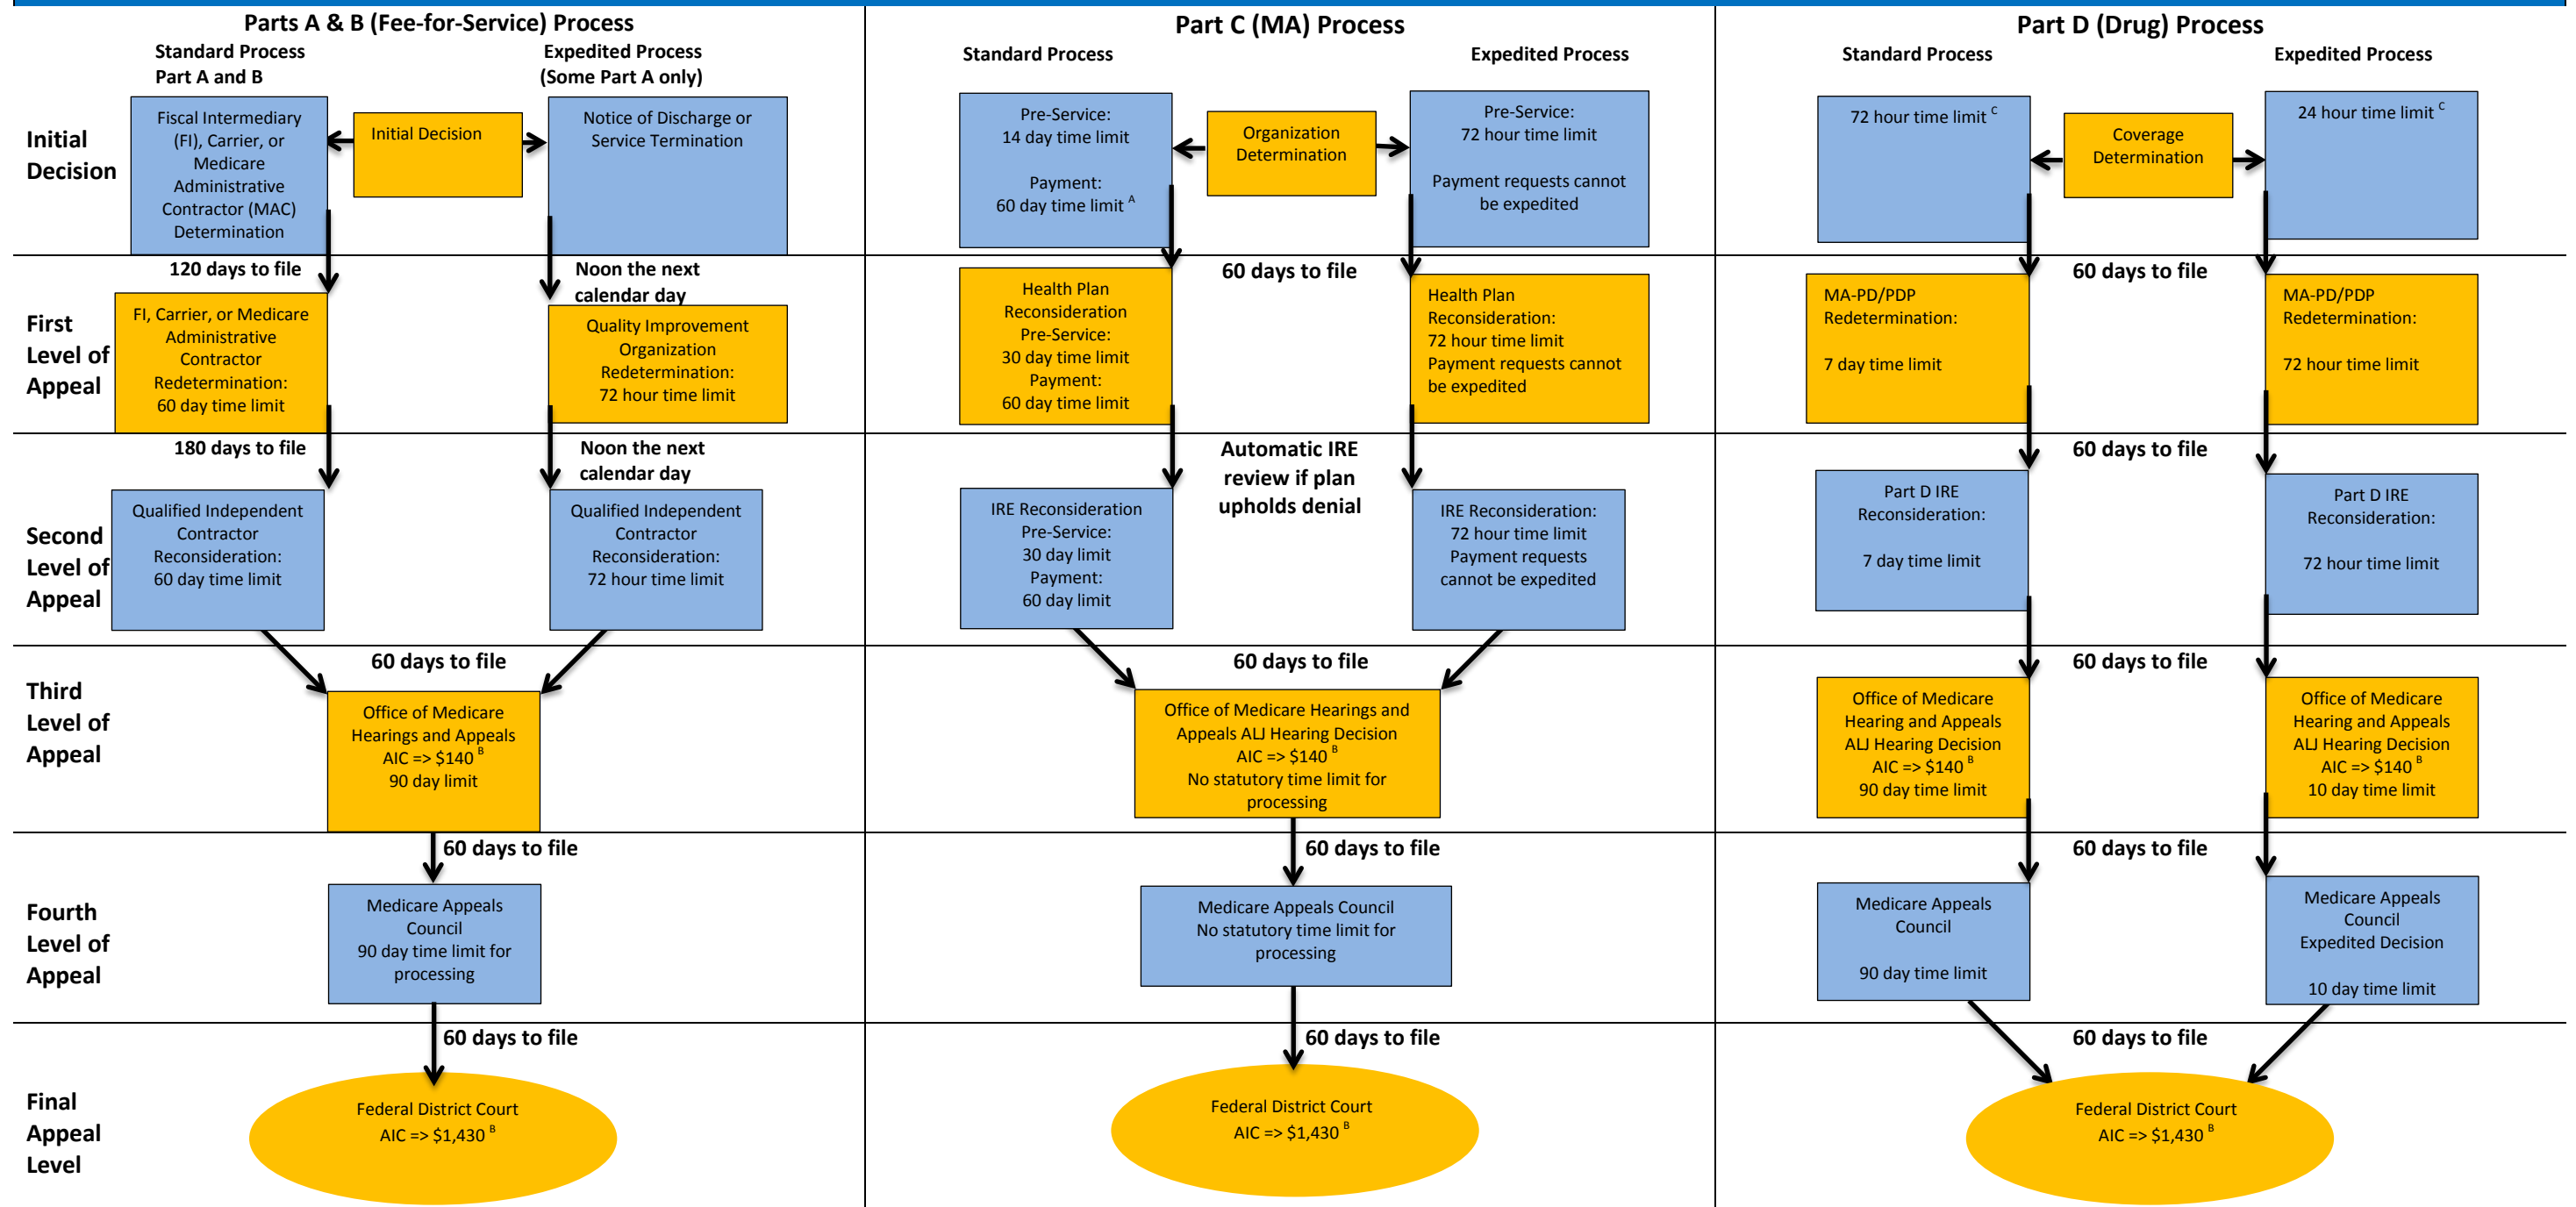 Parts A & B (Fee-for-Service) Process
Standard Process
Part A and B
Expedited Process
(Some Part A only)
Part C (MA) Process
Standard Process
Expedited Process
Part D (Drug) Process
Standard Process
Expedited Process
Initial
Decision
Fiscal Intermediary
(FI), Carrier, or
Medicare
Administrative
Contractor (MAC)
Determination
Initial Decision
Notice of Discharge or
Service Termination
Pre-Service:
14 day time limit
Payment:
60 day time limit A
Organization
Determination
Pre-Service:
72 hour time limit
Payment requests cannot
be expedited
72 hour time limit C
Coverage
Determination
24 hour time limit C
120 days to file
Noon the next
calendar day
60 days to file
60 days to file
First
Level of
Appeal
FI, Carrier, or Medicare
Administrative
Contractor
Redetermination:
60 day time limit
Quality Improvement
Organization
Redetermination:
72 hour time limit
Health Plan
Reconsideration
Pre-Service:
30 day time limit
Payment:
60 day time limit
Health Plan
Reconsideration:
72 hour time limit
Payment requests cannot
be expedited
MA-PD/PDP
Redetermination:
7 day time limit
MA-PD/PDP
Redetermination:
72 hour time limit
180 days to file
Noon the next
calendar day
Automatic IRE
review if plan
upholds denial
60 days to file
Second
Level of
Appeal
Qualified Independent
Contractor
Reconsideration:
60 day time limit
Qualified Independent
Contractor
Reconsideration:
72 hour time limit
IRE Reconsideration
Pre-Service:
30 day limit
Payment:
60 day limit
IRE Reconsideration:
72 hour time limit
Payment requests
cannot be expedited
Part D IRE
Reconsideration:
7 day time limit
Part D IRE
Reconsideration:
72 hour time limit
60 days to file
60 days to file
60 days to file
Third
Level of
Appeal
Office of Medicare
Hearings and Appeals
AIC => $140 B
90 day limit
Office of Medicare Hearings and
Appeals ALJ Hearing Decision
AIC => $140 B
No statutory time limit for
processing
Office of Medicare
Hearing and Appeals
ALJ Hearing Decision
AIC => $140 B
90 day time limit
Office of Medicare
Hearing and Appeals
ALJ Hearing Decision
AIC => $140 B
10 day time limit
60 days to file
60 days to file
60 days to file
Fourth
Level of
Appeal
Medicare Appeals
Council
90 day time limit for
processing
Medicare Appeals Council
No statutory time limit for
processing
Medicare Appeals
Council
90 day time limit
Medicare Appeals
Council
Expedited Decision
10 day time limit
60 days to file
60 days to file
60 days to file
Final
Appeal
Level
Federal District Court
AIC => $1,430 B
Federal District Court
AIC => $1,430 B
Federal District Court
AIC => $1,430 B